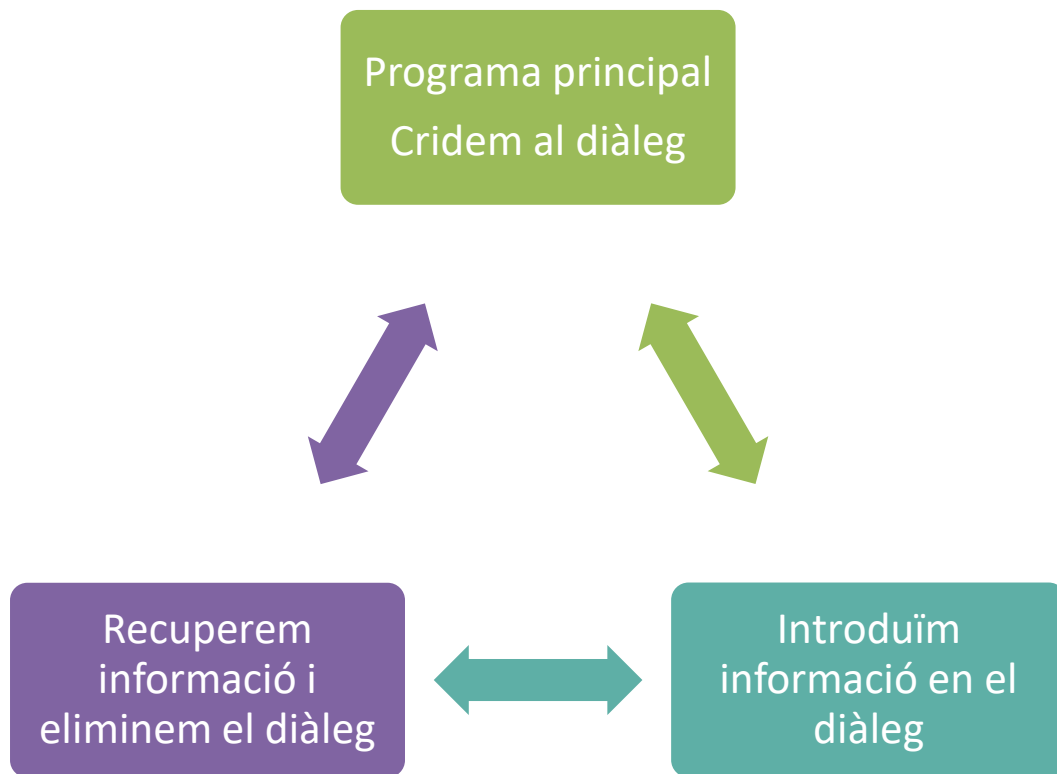 Programa principal
Cridem al diàleg
Recuperem
informació i
eliminem el diàleg
Introduïm
informació en el
diàleg